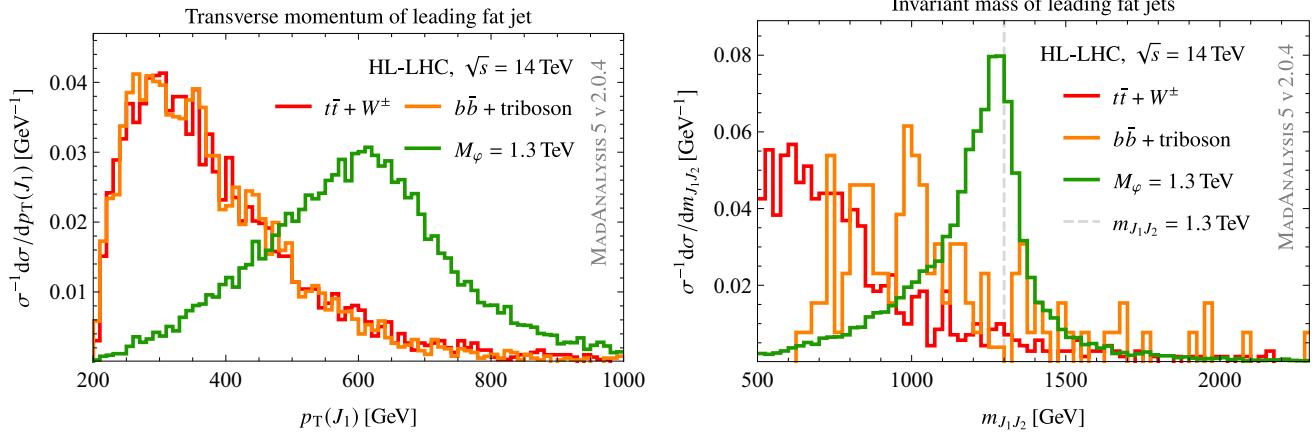 Transverse momentum of leading fat jet
HL-LHC, √s = 14 TeV
tt̄ + W±
bb̄ + triboson
Mφ = 1.3 TeV
MADANALYSIS 5 v 2.0.4
σ⁻¹dσ/dp_T(J₁) [GeV⁻¹]
0.04
0.03
0.02
0.01
200
400
600
800
1000
p_T(J₁) [GeV]
Invariant mass of leading fat jets
HL-LHC, √s = 14 TeV
tt̄ + W±
bb̄ + triboson
Mφ = 1.3 TeV
m_J₁J₂ = 1.3 TeV
MADANALYSIS 5 v 2.0.4
σ⁻¹dσ/dm_J₁J₂ [GeV⁻¹]
0.08
0.06
0.04
0.02
0.00
500
1000
1500
2000
m_J₁J₂ [GeV]